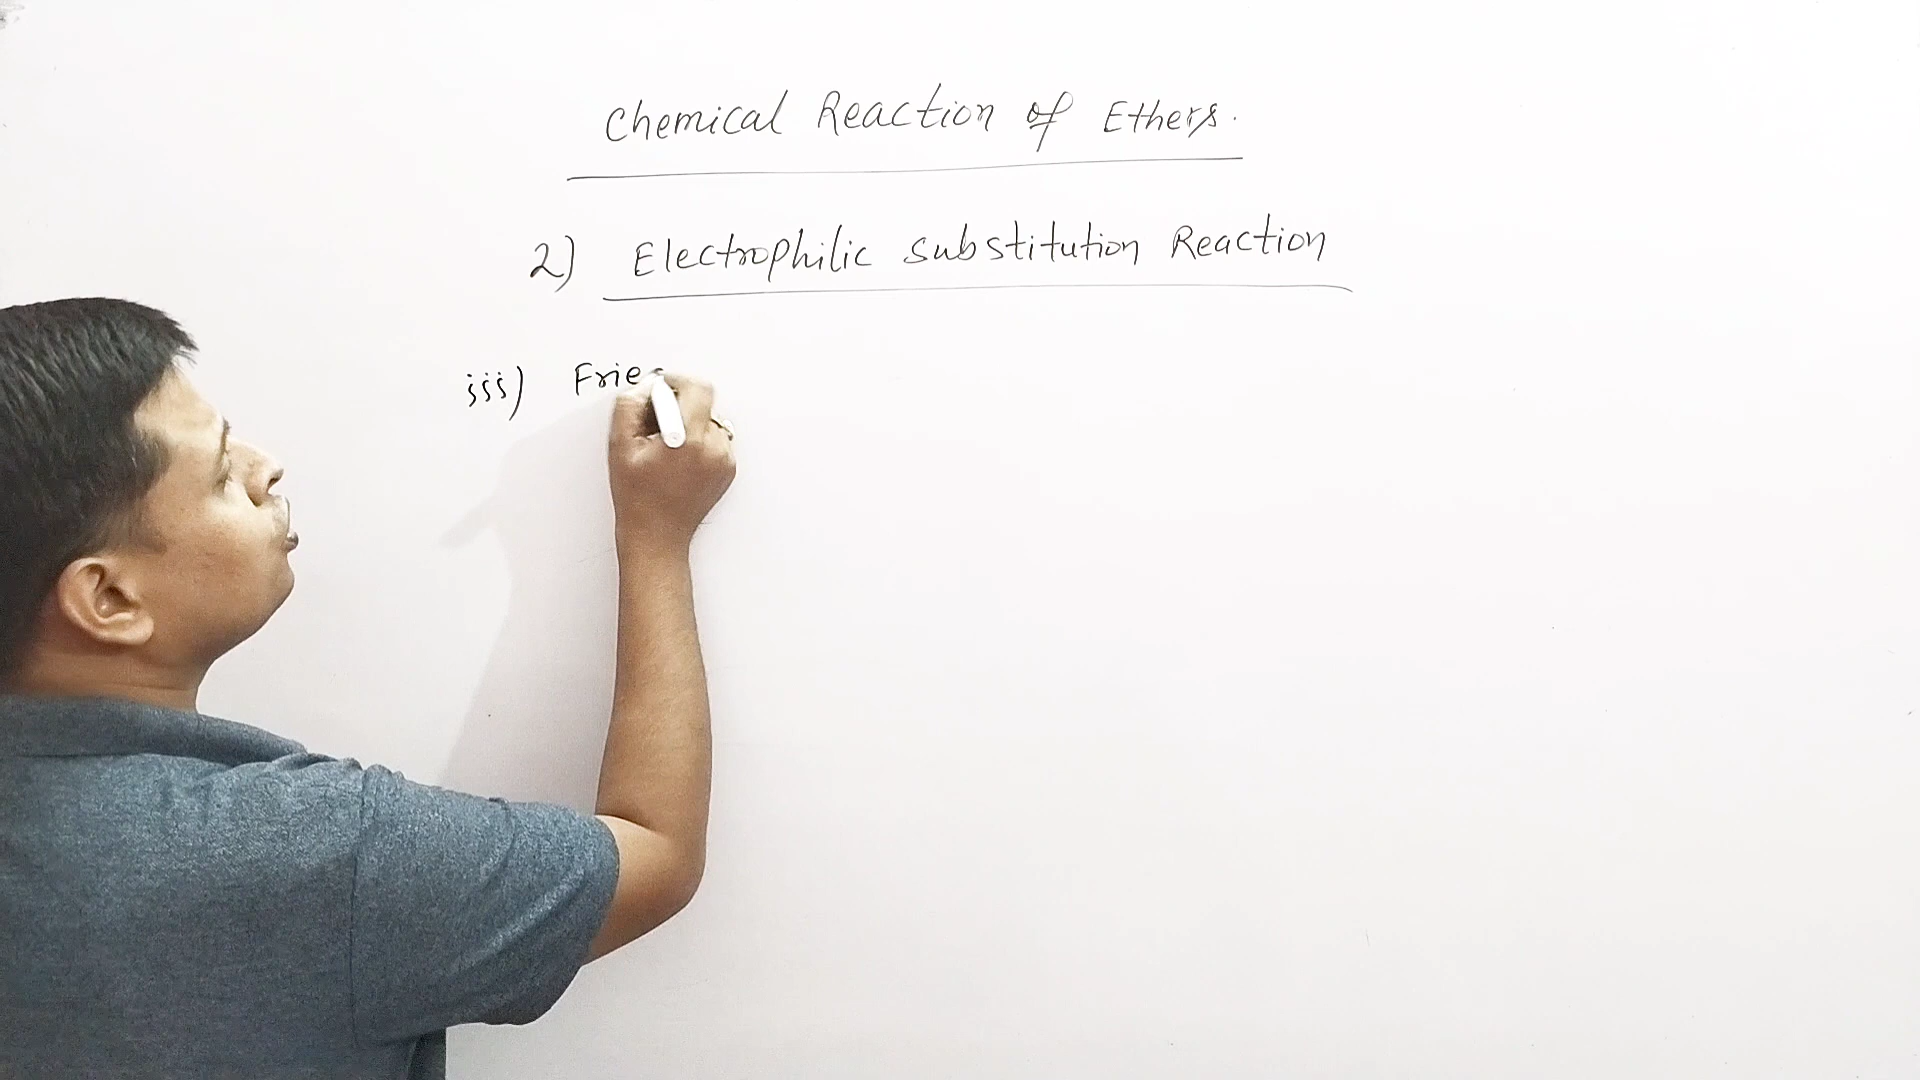 Chemical Reaction of Ethers.
2) Electrophilic substitution Reaction
iii) Frie